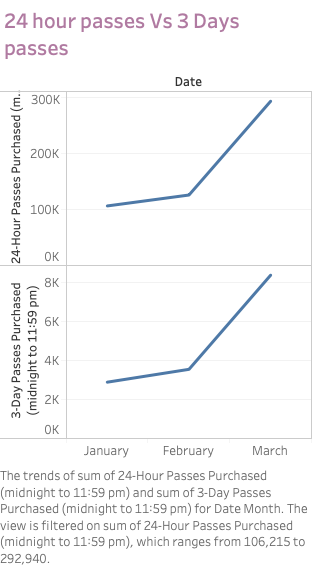 24 hour passes Vs 3 Days
passes
Date
24-Hour Passes Purchased (m..
300K
200K
100K
0K
3-Day Passes Purchased
(midnight to 11:59 pm)
8K
6K
4K
2K
0K
January February March
The trends of sum of 24-Hour Passes Purchased
(midnight to 11:59 pm) and sum of 3-Day Passes
Purchased (midnight to 11:59 pm) for Date Month. The
view is filtered on sum of 24-Hour Passes Purchased
(midnight to 11:59 pm), which ranges from 106,215 to
292,940.